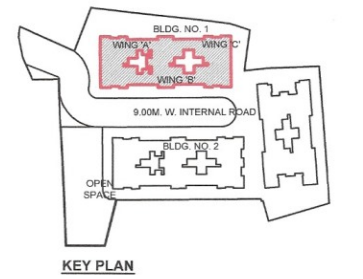 BLDG. NO. 1
WING 'A' WING 'C'
WING 'B'
9.00M. W. INTERNAL ROAD
BLDG. NO. 2
OPEN
SPACE
KEY PLAN